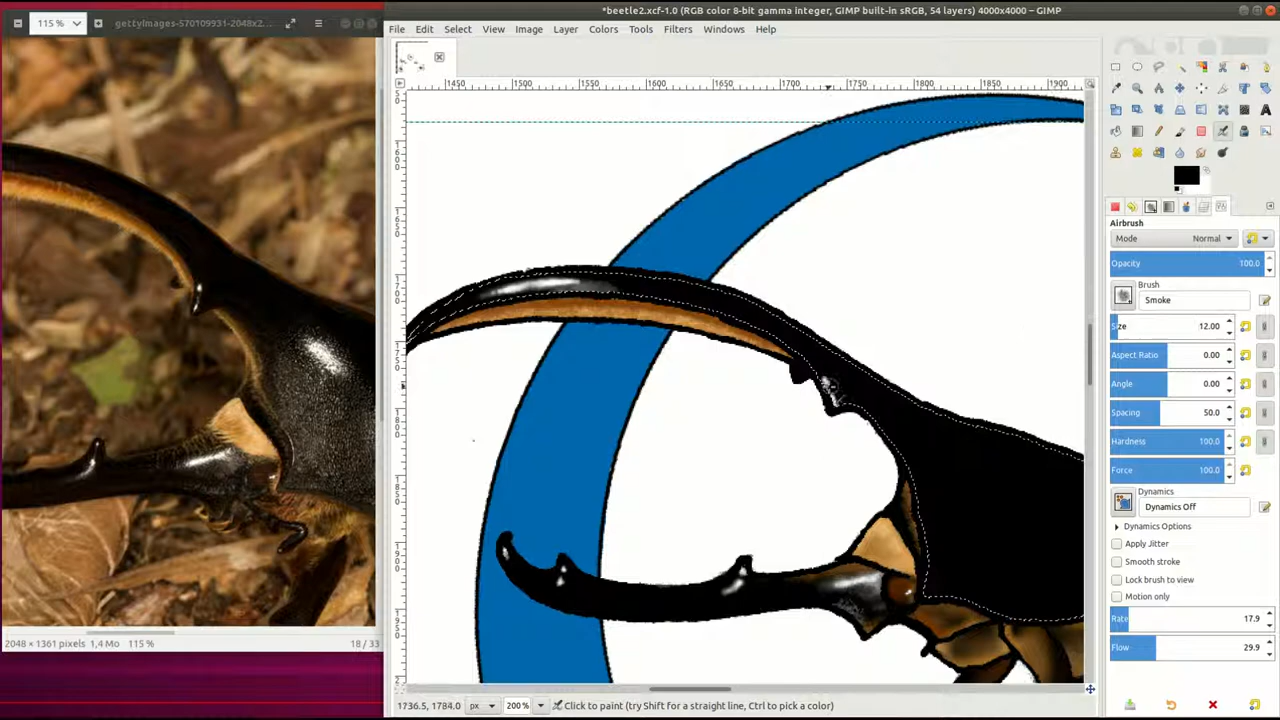 115 %
gettyimages-570109931-2048x2...
*beetle2.xcf-1.0 (RGB color 8-bit gamma integer, GIMP built-in sRGB, 54 layers) 4000x4000 – GIMP
File Edit Select View Image Layer Colors Tools Filters Windows Help
1450 1500 1550 1600 1650 1700 1750 1800 1850 1900
Airbrush
Mode Normal
Opacity 100.0
Brush
Smoke
Size 12.00
Aspect Ratio 0.00
Angle 0.00
Spacing 50.0
Hardness 100.0
Force 100.0
Dynamics
Dynamics Off
Dynamics Options
Apply Jitter
Smooth stroke
Lock brush to view
Motion only
Rate 17.9
Flow 29.9
2048 × 1361 pixels 1,4 Mo 115 %
18 / 33
1736.5, 1784.0 px 200 % Click to paint (try Shift for a straight line, Ctrl to pick a color)